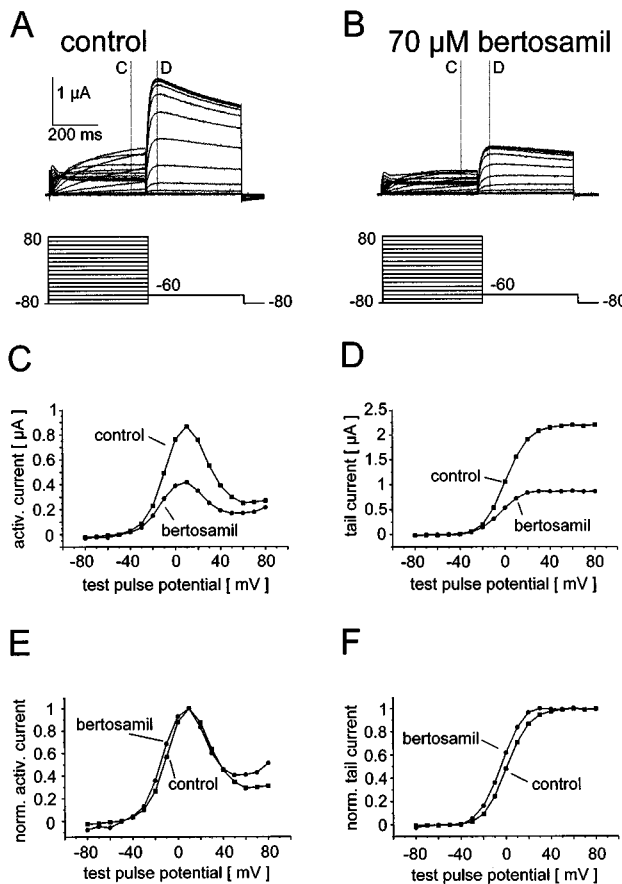 A
control
B
70 µM bertosamil
C
D
C
D
1 µA
200 ms
80
-80
-60
-80
80
-80
-60
-80
C
activ. current [ µA ]
1
0.8
0.6
0.4
0.2
0
control
bertosamil
-80 -40 0 40 80
test pulse potential [ mV ]
D
tail current [ µA ]
2.5
2
1.5
1
0.5
0
control
bertosamil
-80 -40 0 40 80
test pulse potential [ mV ]
E
norm. activ. current
1
0.8
0.6
0.4
0.2
0
bertosamil
control
-80 -40 0 40 80
test pulse potential [ mV ]
F
norm. tail current
1
0.8
0.6
0.4
0.2
0
bertosamil
control
-80 -40 0 40 80
test pulse potential [ mV ]